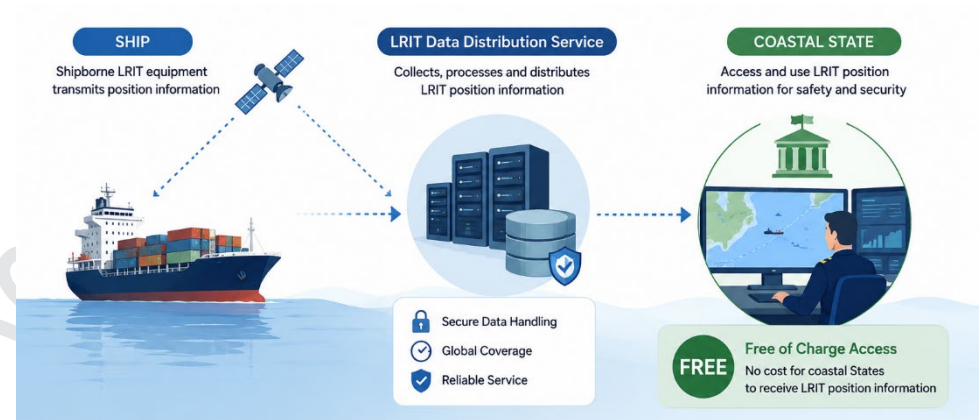 SHIP
Shipborne LRIT equipment
transmits position information
LRIT Data Distribution Service
Collects, processes and distributes
LRIT position information
COASTAL STATE
Access and use LRIT position
information for safety and security
Secure Data Handling
Global Coverage
Reliable Service
FREE
Free of Charge Access
No cost for coastal States
to receive LRIT position information